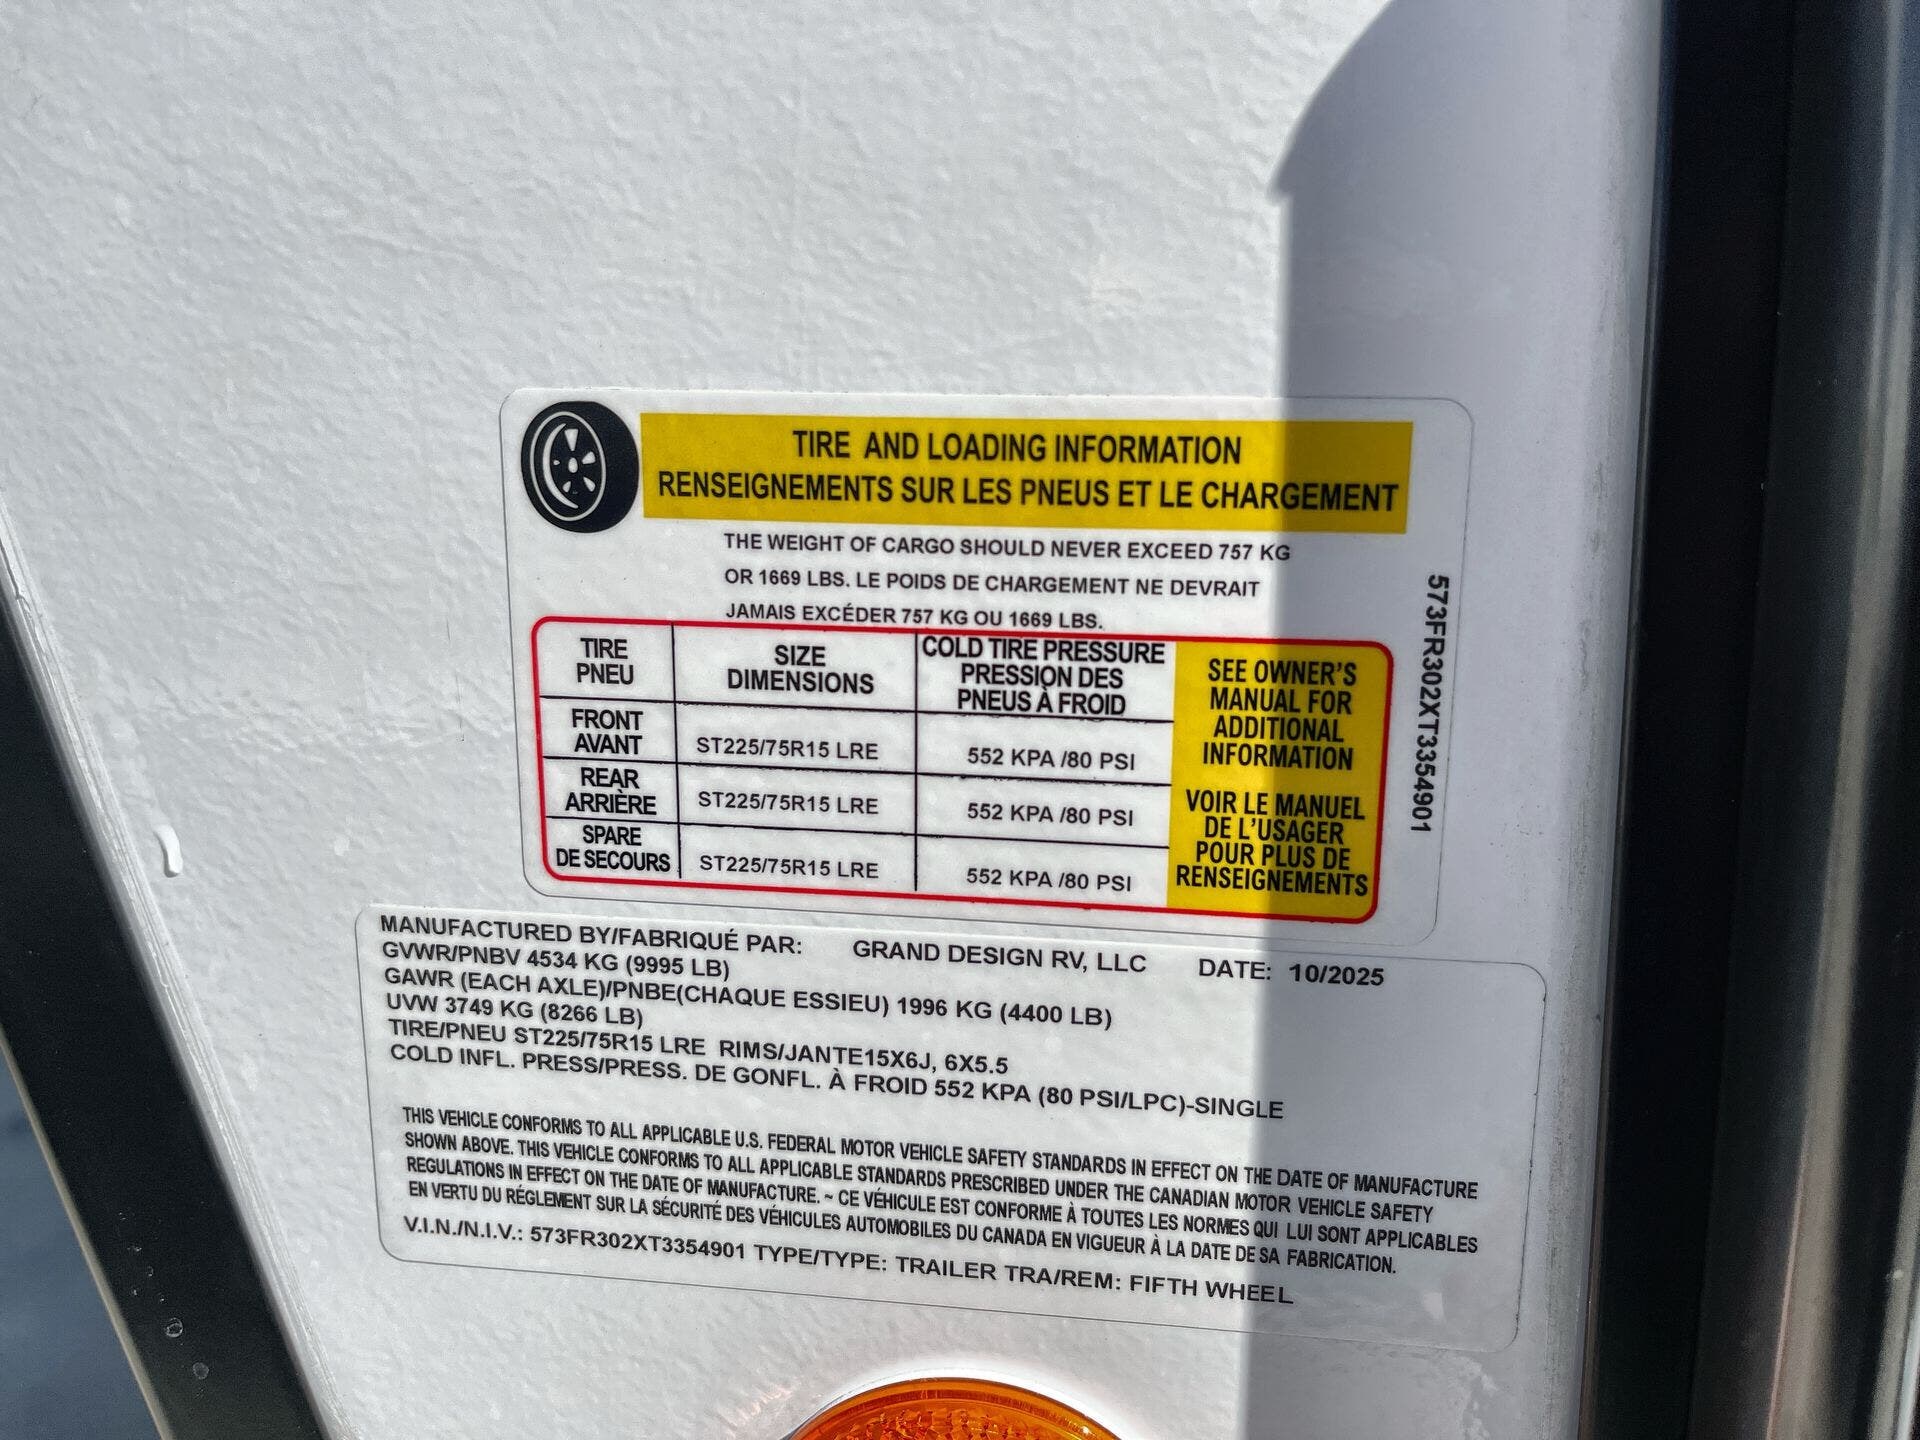 TIRE AND LOADING INFORMATION
RENSEIGNEMENTS SUR LES PNEUS ET LE CHARGEMENT
THE WEIGHT OF CARGO SHOULD NEVER EXCEED 757 KG
OR 1669 LBS. LE POIDS DE CHARGEMENT NE DEVRAIT
JAMAIS EXCÉDER 757 KG OU 1669 LBS.
TIRE
PNEU
SIZE
DIMENSIONS
COLD TIRE PRESSURE
PRESSION DES
PNEUS À FROID
FRONT
AVANT
ST225/75R15 LRE
552 KPA /80 PSI
REAR
ARRIÈRE
ST225/75R15 LRE
552 KPA /80 PSI
SPARE
DE SECOURS
ST225/75R15 LRE
552 KPA /80 PSI
SEE OWNER'S
MANUAL FOR
ADDITIONAL
INFORMATION
VOIR LE MANUEL
DE L'USAGER
POUR PLUS DE
RENSEIGNEMENTS
573FR302XT3354901
MANUFACTURED BY/FABRIQUÉ PAR: GRAND DESIGN RV, LLC DATE: 10/2025
GVWR/PNBV 4534 KG (9995 LB)
GAWR (EACH AXLE)/PNBE(CHAQUE ESSIEU) 1996 KG (4400 LB)
UVW 3749 KG (8266 LB)
TIRE/PNEU ST225/75R15 LRE RIMS/JANTE15X6J, 6X5.5
COLD INFL. PRESS/PRESS. DE GONFL. À FROID 552 KPA (80 PSI/LPC)-SINGLE
THIS VEHICLE CONFORMS TO ALL APPLICABLE U.S. FEDERAL MOTOR VEHICLE SAFETY STANDARDS IN EFFECT ON THE DATE OF MANUFACTURE
SHOWN ABOVE. THIS VEHICLE CONFORMS TO ALL APPLICABLE STANDARDS PRESCRIBED UNDER THE CANADIAN MOTOR VEHICLE SAFETY
REGULATIONS IN EFFECT ON THE DATE OF MANUFACTURE. ~ CE VÉHICULE EST CONFORME À TOUTES LES NORMES QUI LUI SONT APPLICABLES
EN VERTU DU RÉGLEMENT SUR LA SÉCURITÉ DES VÉHICULES AUTOMOBILES DU CANADA EN VIGUEUR À LA DATE DE SA FABRICATION.
V.I.N./N.I.V.: 573FR302XT3354901 TYPE/TYPE: TRAILER TRA/REM: FIFTH WHEEL